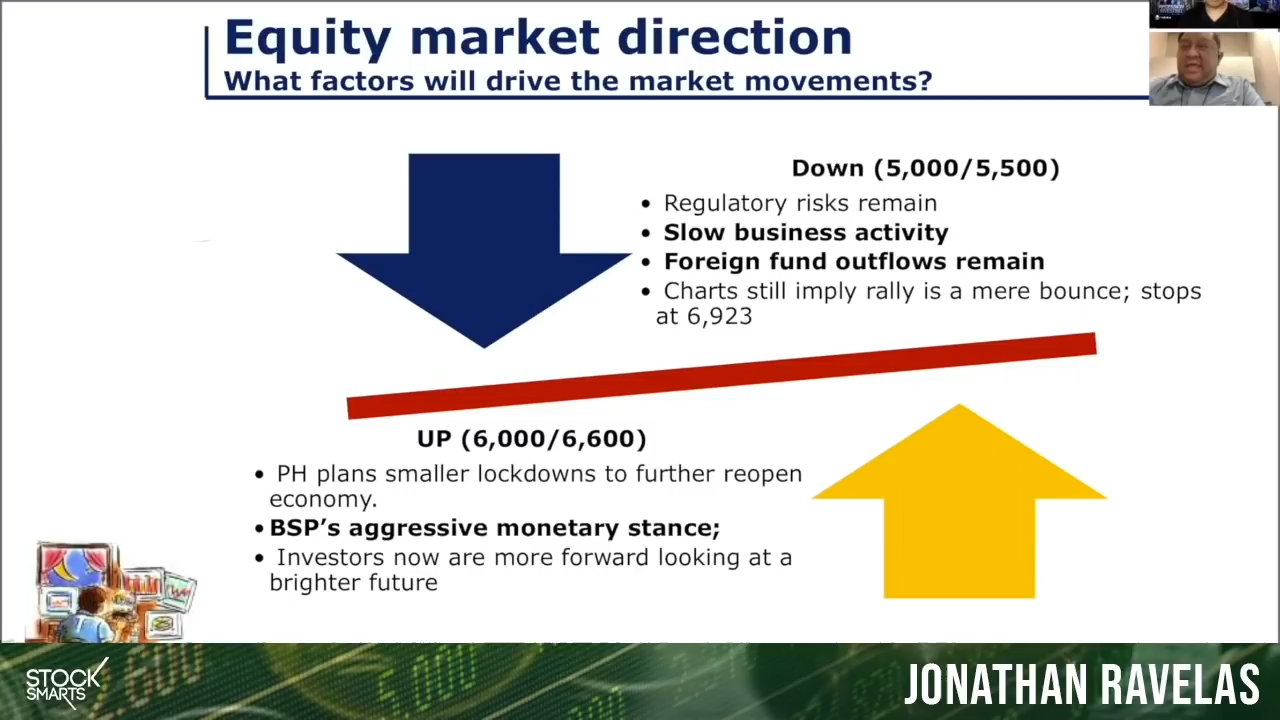 Equity market direction
What factors will drive the market movements?
Down (5,000/5,500)
• Regulatory risks remain
• Slow business activity
• Foreign fund outflows remain
• Charts still imply rally is a mere bounce; stops
at 6,923
UP (6,000/6,600)
• PH plans smaller lockdowns to further reopen
economy.
• BSP’s aggressive monetary stance;
• Investors now are more forward looking at a
brighter future
STOCK
SMARTS
JONATHAN RAVELAS